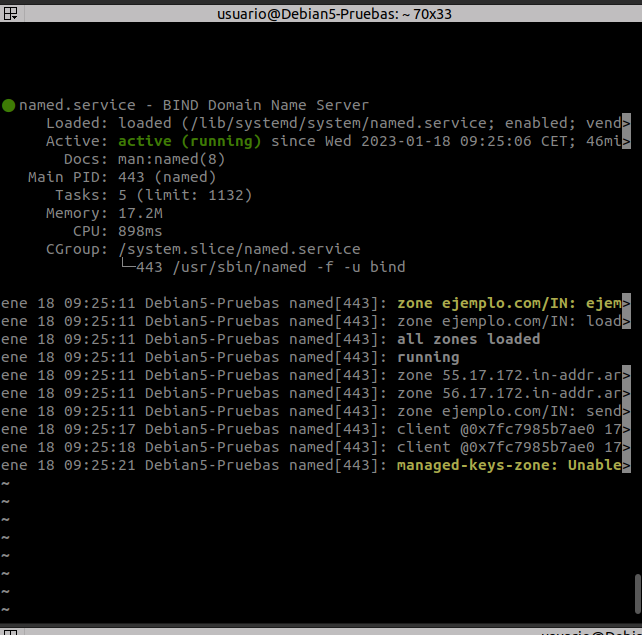 usuario@Debian5-Pruebas: ~ 70x33
named.service - BIND Domain Name Server
Loaded: loaded (/lib/systemd/system/named.service; enabled; vend>
Active: active (running) since Wed 2023-01-18 09:25:06 CET; 46mi>
Docs: man:named(8)
Main PID: 443 (named)
Tasks: 5 (limit: 1132)
Memory: 17.2M
CPU: 898ms
CGroup: /system.slice/named.service
└─443 /usr/sbin/named -f -u bind
ene 18 09:25:11 Debian5-Pruebas named[443]: zone ejemplo.com/IN: ejem>
ene 18 09:25:11 Debian5-Pruebas named[443]: zone ejemplo.com/IN: load>
ene 18 09:25:11 Debian5-Pruebas named[443]: all zones loaded
ene 18 09:25:11 Debian5-Pruebas named[443]: running
ene 18 09:25:11 Debian5-Pruebas named[443]: zone 55.17.172.in-addr.ar>
ene 18 09:25:11 Debian5-Pruebas named[443]: zone 56.17.172.in-addr.ar>
ene 18 09:25:11 Debian5-Pruebas named[443]: zone ejemplo.com/IN: send>
ene 18 09:25:17 Debian5-Pruebas named[443]: client @0x7fc7985b7ae0 17>
ene 18 09:25:18 Debian5-Pruebas named[443]: client @0x7fc7985b7ae0 17>
ene 18 09:25:21 Debian5-Pruebas named[443]: managed-keys-zone: Unable>
~
~
~
~
~
~
~
~